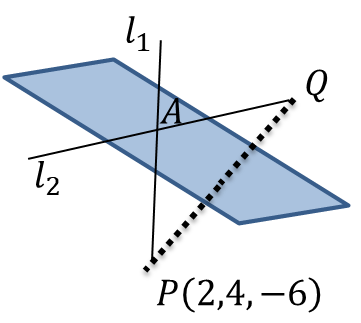 l₁
A
Q
l₂
P(2,4,−6)